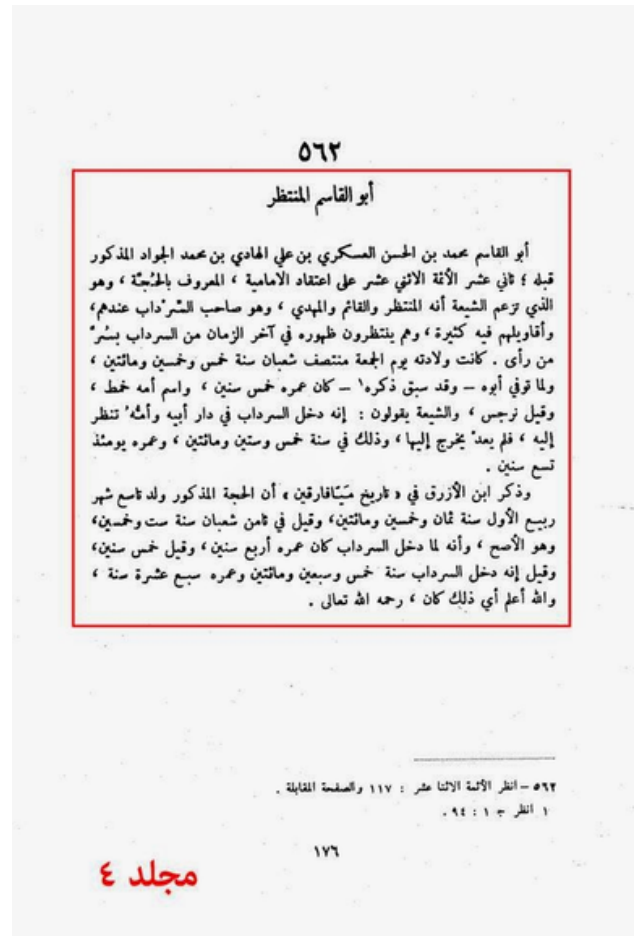 ٥٦٢
أبو القاسم المنتظر
أبو القاسم محمد بن الحسن العسكري بن علي الهادي بن محمد الجواد المذكور
قبله ؛ ثاني عشر الأئمة الاثني عشر على اعتقاد الامامية ، المعروف بالحُجَّة ، وهو
الذي تزعم الشيعة أنه المنتظر والقائم والمهدي ، وهو صاحب السِّرْداب عندهم ،
وأقاويلهم فيه كثيرة ، وهم ينتظرون ظهوره في آخر الزمان من السرداب بسُرَّ
من رأى . كانت ولادته يوم الجمعة منتصف شعبان سنة خمس وخمسين ومائتين ،
ولما توفي أبوه – وقد سبق ذكره١ – كان عمره خمس سنين ، واسم أمه خمط ،
وقيل نرجس ، والشيعة يقولون : إنه دخل السرداب في دار أبيه وأمُّهُ تنظر
إليه ، فلم يعدْ يخرج إليها ، وذلك في سنة خمس وستين ومائتين ، وعمره يومئذ
تسع سنين .
وذكر ابن الأزرق في « تاريخ مَيَّافارقين » أن الحجة المذكور ولد تاسع شهر
ربيع الأول سنة ثمان وخمسين ومائتين، وقيل في ثامن شعبان سنة ست وخمسين،
وهو الأصح ، وأنه لما دخل السرداب كان عمره أربع سنين ، وقيل خمس سنين،
وقيل إنه دخل السرداب سنة خمس وسبعين ومائتين وعمره سبع عشرة سنة ،
والله أعلم أي ذلك كان ، رحمه الله تعالى .
٥٦٢ – انظر الأئمة الاثنا عشر : ١١٧ والصفحة المقابلة .
١ انظر ج ١ : ٩٤ .
١٧٦
مجلد ٤